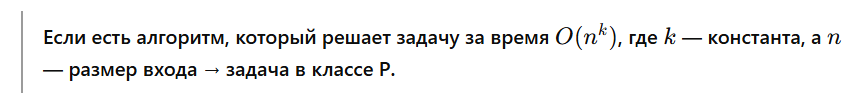 Если есть алгоритм, который решает задачу за время O(n^k), где k — константа, а n
— размер входа → задача в классе P.